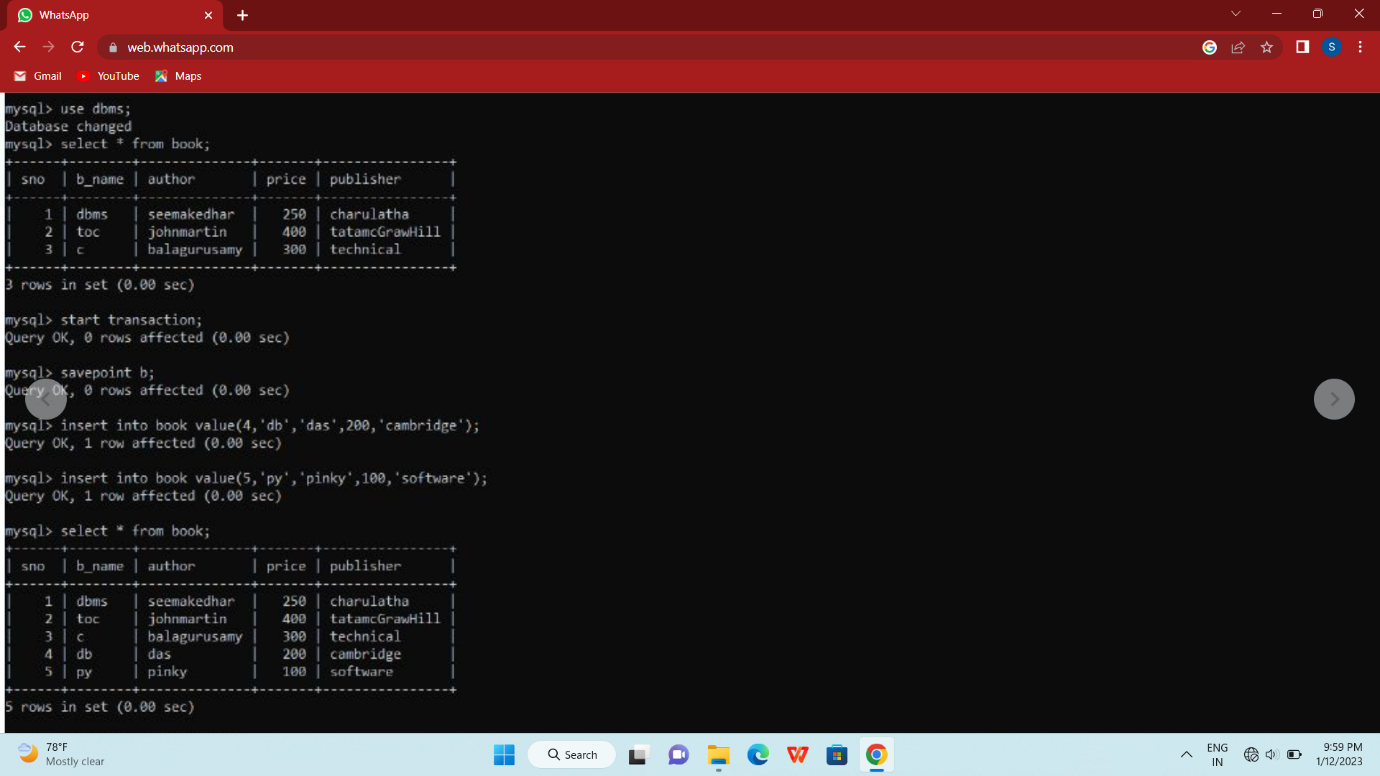 WhatsApp
web.whatsapp.com
S
Gmail YouTube Maps
mysql> use dbms;
Database changed
mysql> select * from book;
+------+--------+--------------+-------+----------------+
| sno | b_name | author | price | publisher |
+------+--------+--------------+-------+----------------+
| 1 | dbms | seemakedhar | 250 | charulatha |
| 2 | toc | johnmartin | 400 | tatamcGrawHill |
| 3 | c | balagurusamy | 300 | technical |
+------+--------+--------------+-------+----------------+
3 rows in set (0.00 sec)
mysql> start transaction;
Query OK, 0 rows affected (0.00 sec)
mysql> savepoint b;
Query OK, 0 rows affected (0.00 sec)
mysql> insert into book value(4,'db','das',200,'cambridge');
Query OK, 1 row affected (0.00 sec)
mysql> insert into book value(5,'py','pinky',100,'software');
Query OK, 1 row affected (0.00 sec)
mysql> select * from book;
+------+--------+--------------+-------+----------------+
| sno | b_name | author | price | publisher |
+------+--------+--------------+-------+----------------+
| 1 | dbms | seemakedhar | 250 | charulatha |
| 2 | toc | johnmartin | 400 | tatamcGrawHill |
| 3 | c | balagurusamy | 300 | technical |
| 4 | db | das | 200 | cambridge |
| 5 | py | pinky | 100 | software |
+------+--------+--------------+-------+----------------+
5 rows in set (0.00 sec)
78°F
Mostly clear
Search
ENG
IN
9:59 PM
1/12/2023